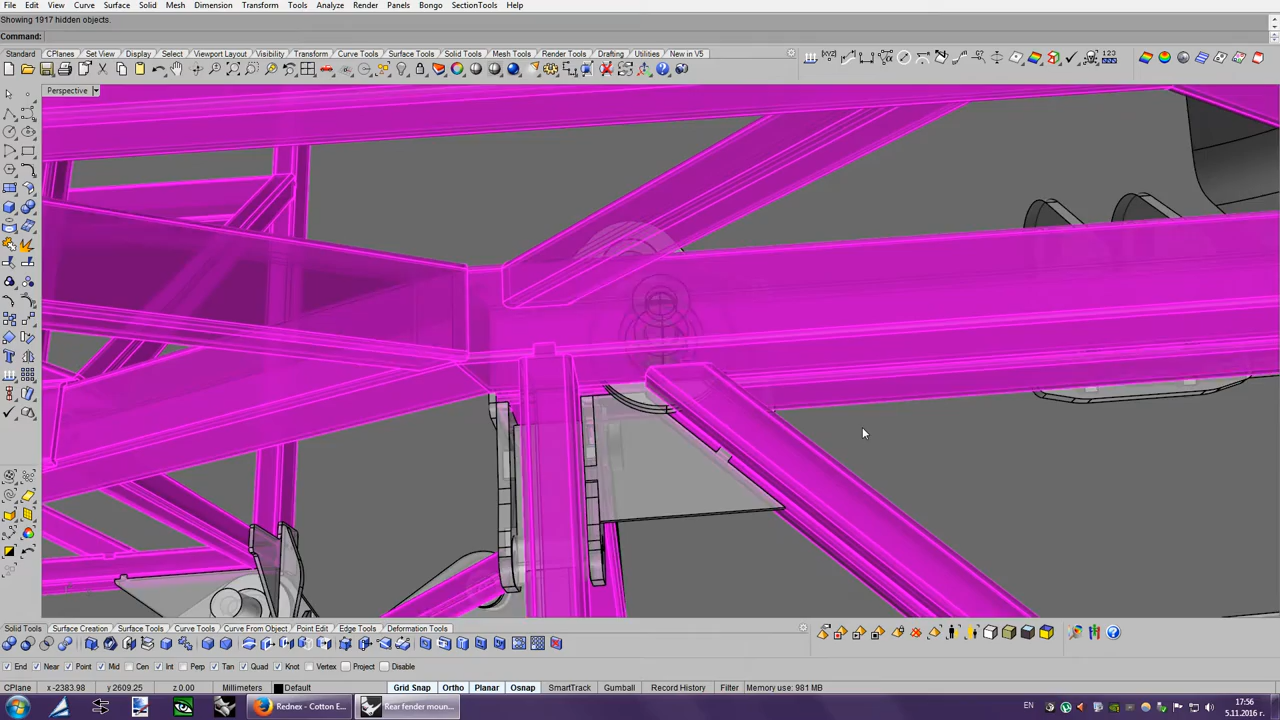 File Edit View Curve Surface Solid Mesh Dimension Transform Tools Analyze Render Panels Bongo SectionTools Help
Showing 1917 hidden objects.
Command:
Standard CPlanes Set View Display Select Viewport Layout Visibility Transform Curve Tools Surface Tools Solid Tools Mesh Tools Render Tools Drafting Utilities New in V5
Perspective
Solid Tools Surface Creation Surface Tools Curve Tools Curve From Object Point Edit Edge Tools Deformation Tools
End Near Point Mid Cen Int Perp Tan Quad Knot Vertex Project Disable
CPlane x -2383.98 y 2609.25 z 0.00 Millimeters Default Grid Snap Ortho Planar Osnap SmartTrack Gumball Record History Filter Memory use: 981 MB
Rednex - Cotton E... Rear fender moun... EN 17:56
5.11.2016 г.